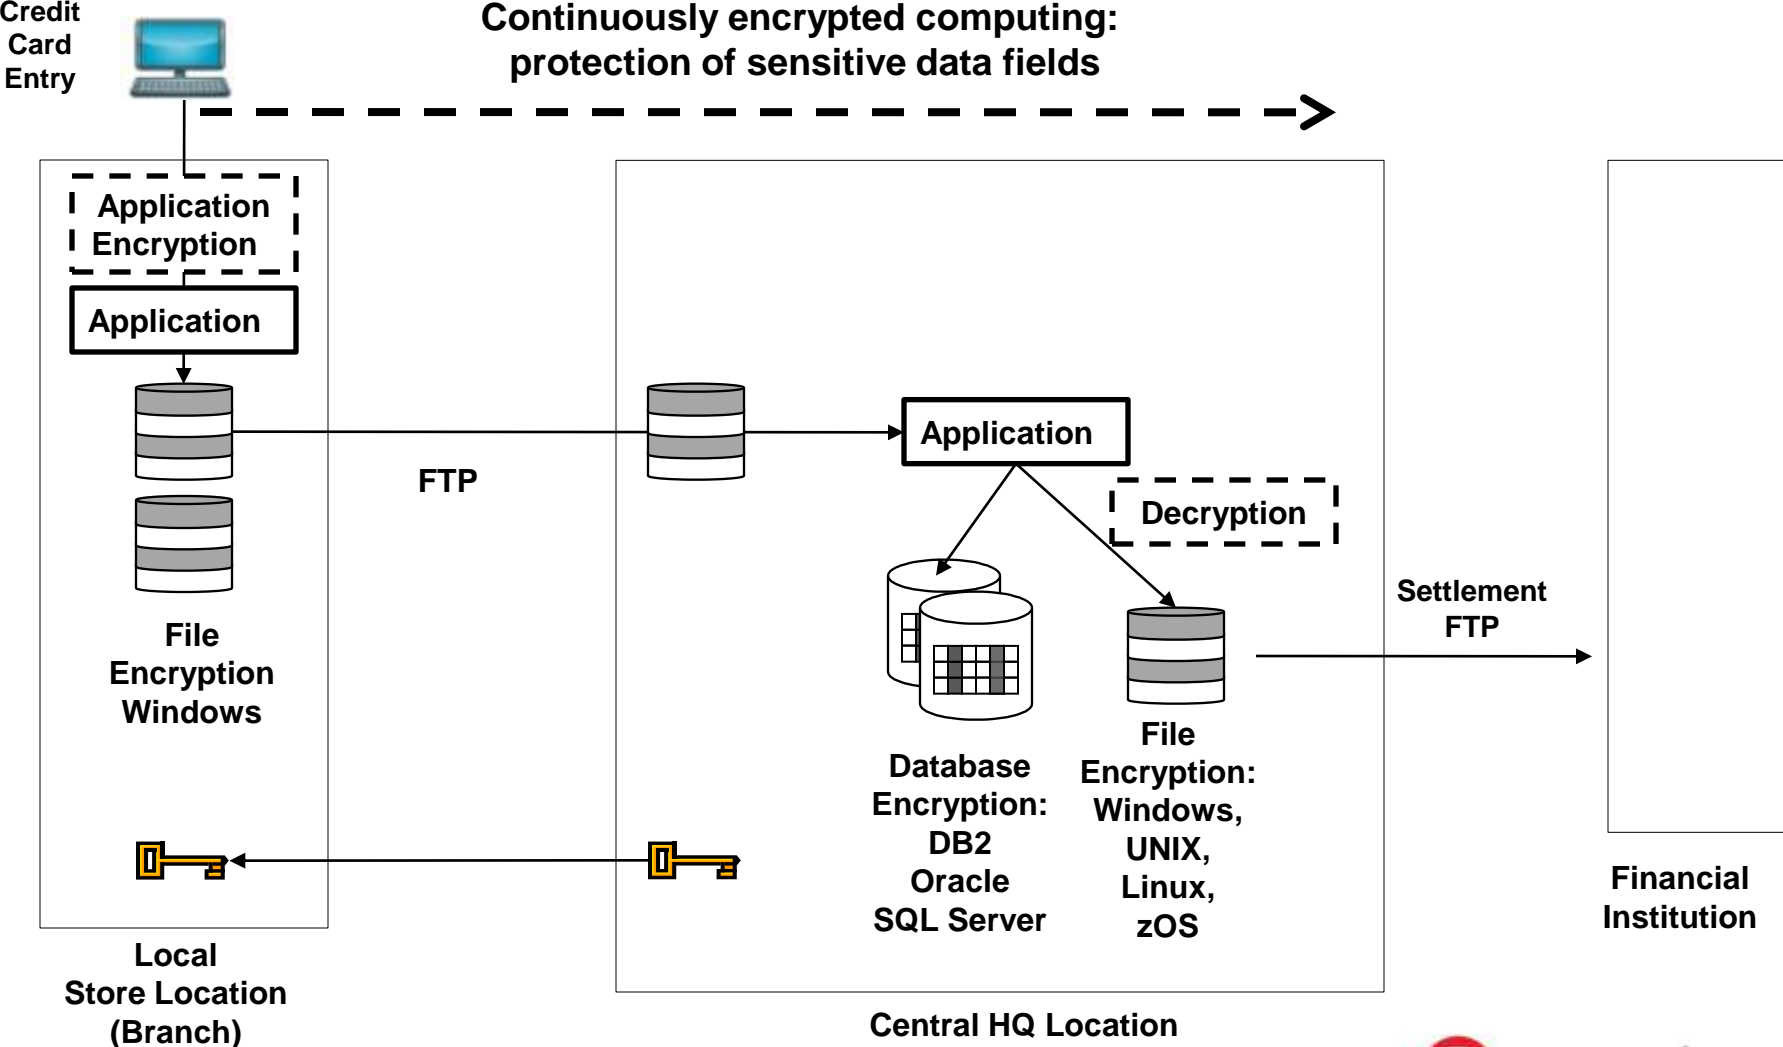 Credit
Card
Entry
Continuously encrypted computing:
protection of sensitive data fields
Application
Encryption
Application
File
Encryption
Windows
Local
Store Location
(Branch)
FTP
Application
Decryption
Database
Encryption:
DB2
Oracle
SQL Server
File
Encryption:
Windows,
UNIX,
Linux,
zOS
Central HQ Location
Settlement
FTP
Financial
Institution